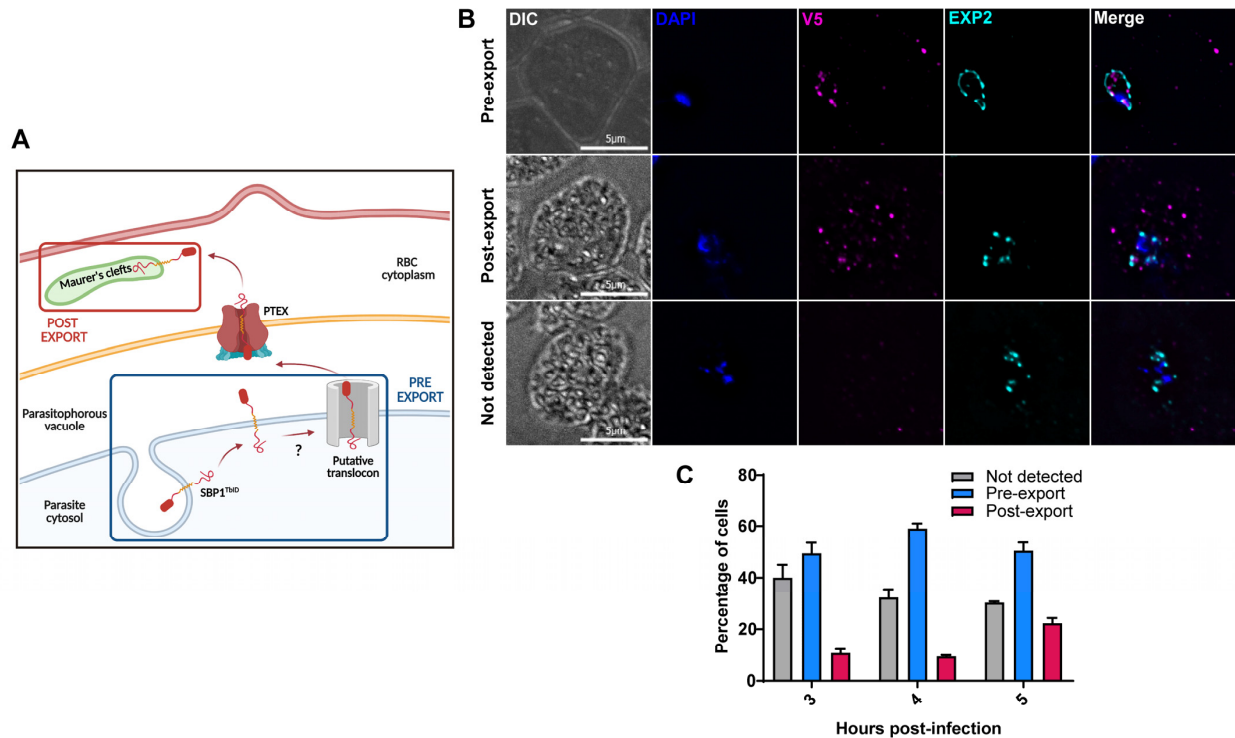 A
Maurer's clefts
POST
EXPORT
RBC
cytoplasm
PTEX
PRE
EXPORT
Parasitophorous
vacuole
?
Putative
translocon
SBP1TbID
Parasite
cytosol
B
DIC
DAPI
V5
EXP2
Merge
Pre-export
5μm
Post-export
5μm
Not detected
5μm
C
Not detected
Pre-export
Post-export
Percentage of cells
80
60
40
20
0
3
4
5
Hours post-infection